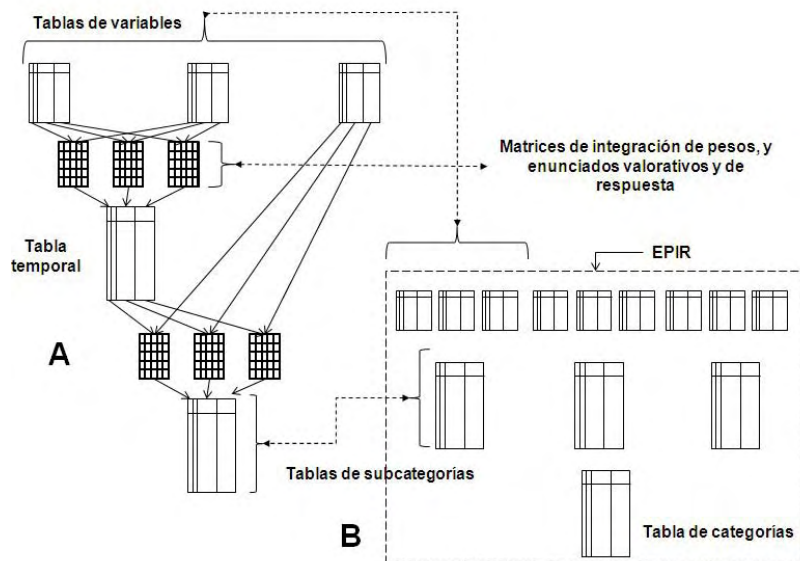 Tablas de variables
Matrices de integración de pesos, y
enunciados valorativos y de
respuesta
Tabla
temporal
EPIR
A
Tablas de subcategorías
B
Tabla de categorías